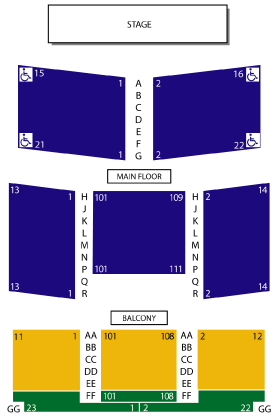 STAGE
15 1 A 2 16
B
C
D
E
F
21 1 G 2 22
MAIN FLOOR
13 1 H 101 109 H 2 14
J J
K K
L L
M M
N N
P 101 111 P
Q Q
13 1 R R 2 14
BALCONY
11 1 AA 101 108 AA 2 12
BB BB
CC CC
DD DD
EE EE
FF 101 108 FF
GG 23 1 2 22 GG